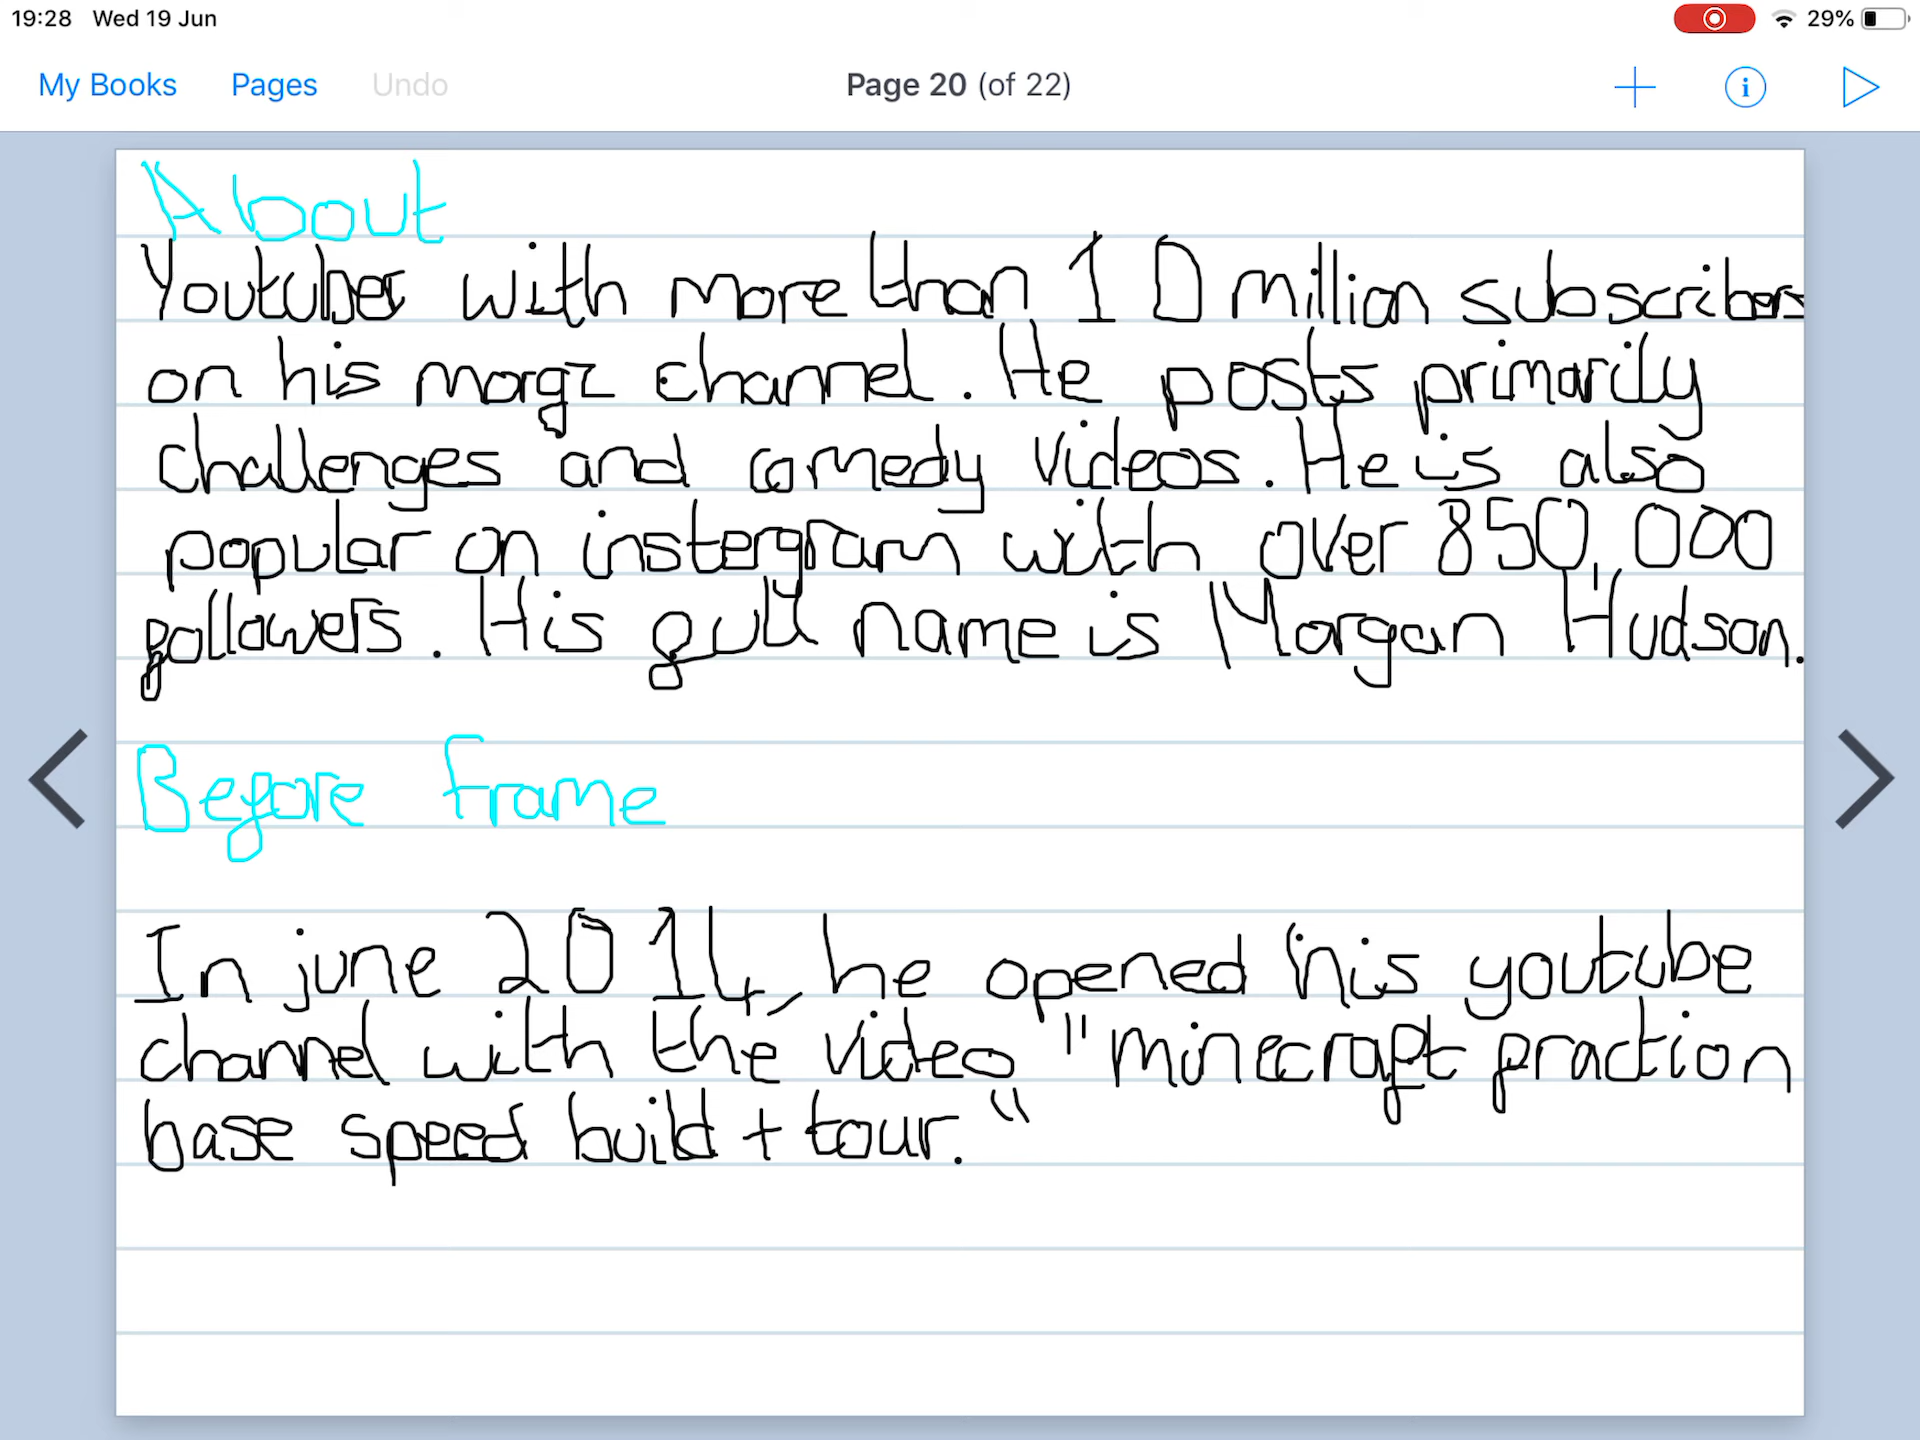 19:28 Wed 19 Jun 29%
My Books Pages Undo Page 20 (of 22)
About
Youtuber with more than 10 million subscribers
on his morgz channel. He posts primarily
challenges and comedy videos. He is also
popular on instergram with over 850,000
followers. His full name is Morgan Hudson.
Before frame
In june 2014, he opened his youtube
channel with the video "minecraft fraction
base speed build + tour."